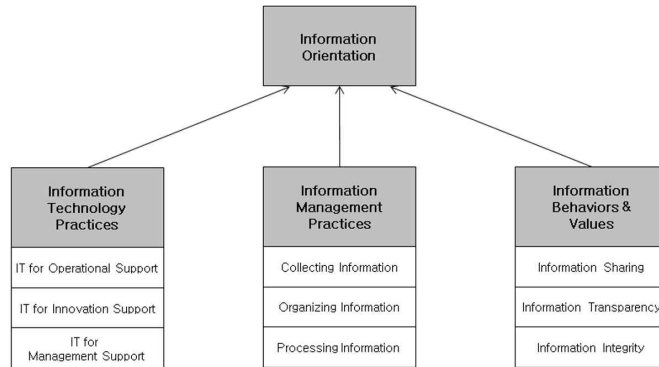 Information
Orientation
Information
Technology
Practices
IT for Operational Support
IT for Innovation Support
IT for
Management Support
Information
Management
Practices
Collecting Information
Organizing Information
Processing Information
Information
Behaviors &
Values
Information Sharing
Information Transparency
Information Integrity